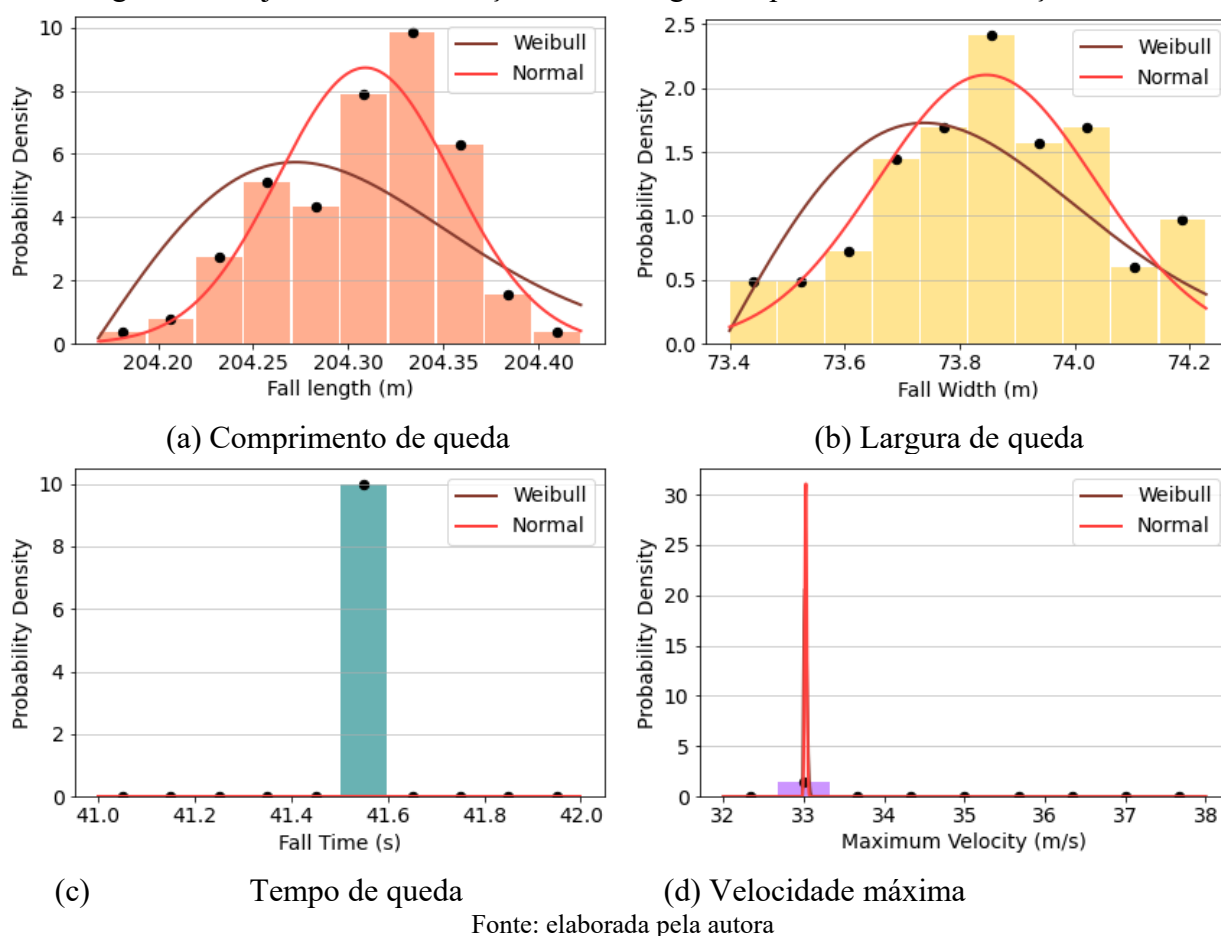 Weibull
Normal
Probability Density
10
8
6
4
2
0
204.20 204.25 204.30 204.35 204.40
Fall length (m)
(a) Comprimento de queda
Weibull
Normal
Probability Density
2.5
2.0
1.5
1.0
0.5
0.0
73.4 73.6 73.8 74.0 74.2
Fall Width (m)
(b) Largura de queda
Weibull
Normal
Probability Density
10
8
6
4
2
0
41.0 41.2 41.4 41.6 41.8 42.0
Fall Time (s)
(c) Tempo de queda
Weibull
Normal
Probability Density
30
25
20
15
10
5
0
32 33 34 35 36 37 38
Maximum Velocity (m/s)
(d) Velocidade máxima
Fonte: elaborada pela autora